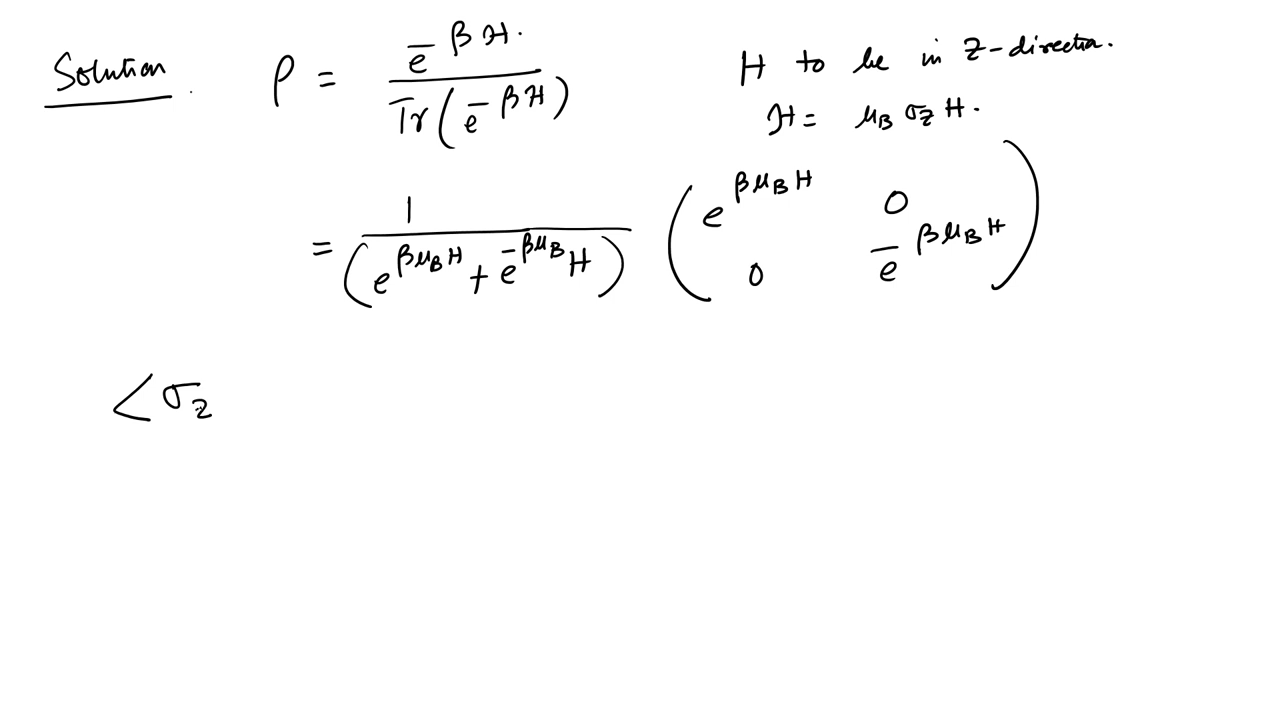 Solution ρ = e^{-βℋ} / Tr(e^{-βℋ})
H to be in z-direction.
ℋ = μ_B σ_z H.
= 1 / (e^{βμ_B H} + e^{-βμ_B} H) ( e^{βμ_B H} 0
0 e^{-βμ_B H} )
< σ_z